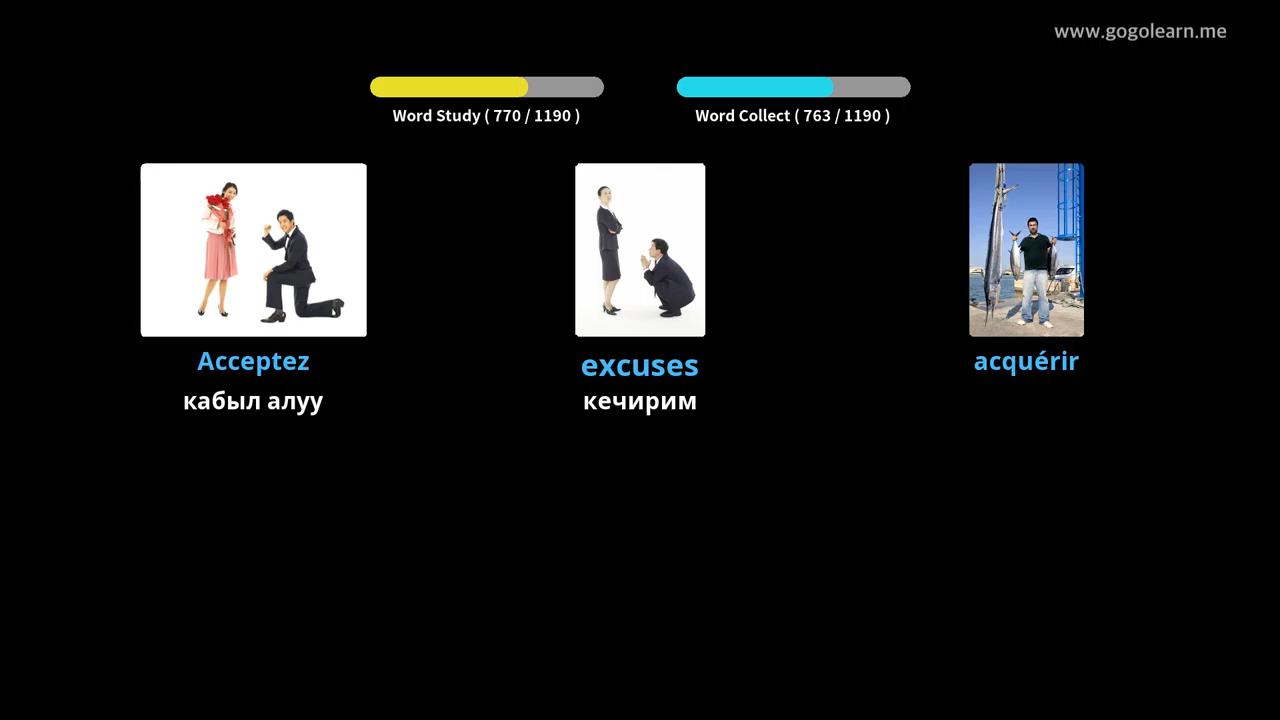 www.gogolearn.me
Word Study ( 770 / 1190 )
Word Collect ( 763 / 1190 )
Acceptez
excuses
acquérir
кабыл алуу
кечирим